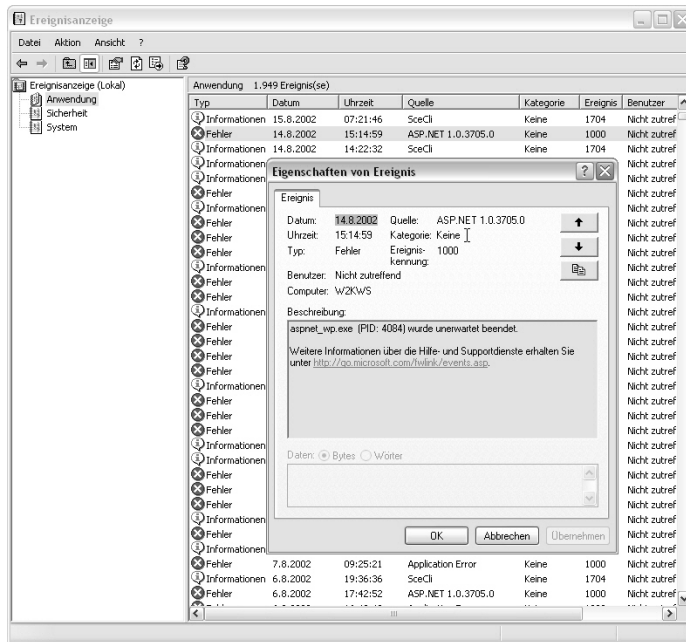 Ereignisanzeige
Datei Aktion Ansicht ?
Ereignisanzeige (Lokal)
Anwendung
Sicherheit
System
Anwendung 1.949 Ereignis(se)
Typ Datum Uhrzeit Quelle Kategorie Ereignis Benutzer
Informationen 15.8.2002 07:21:46 SceCli Keine 1704 Nicht zutref
Fehler 14.8.2002 15:14:59 ASP.NET 1.0.3705.0 Keine 1000 Nicht zutref
Informationen 14.8.2002 14:22:32 SceCli Keine 1704 Nicht zutref
Informationen Nicht zutref
Informationen Nicht zutref
Fehler Nicht zutref
Informationen Nicht zutref
Fehler Nicht zutref
Fehler Nicht zutref
Fehler Nicht zutref
Informationen Nicht zutref
Fehler Nicht zutref
Fehler Nicht zutref
Informationen Nicht zutref
Fehler Nicht zutref
Fehler Nicht zutref
Fehler Nicht zutref
Fehler Nicht zutref
Informationen Nicht zutref
Fehler Nicht zutref
Fehler Nicht zutref
Fehler Nicht zutref
Informationen Nicht zutref
Informationen Nicht zutref
Fehler Nicht zutref
Fehler Nicht zutref
Fehler Nicht zutref
Informationen Nicht zutref
Fehler Nicht zutref
Informationen Nicht zutref
Fehler 7.8.2002 09:25:21 Application Error Keine 1000 Nicht zutref
Informationen 6.8.2002 19:36:36 SceCli Keine 1704 Nicht zutref
Fehler 6.8.2002 17:42:52 ASP.NET 1.0.3705.0 Keine 1000 Nicht zutref
Eigenschaften von Ereignis
Ereignis
Datum: 14.8.2002 Quelle: ASP.NET 1.0.3705.0
Uhrzeit: 15:14:59 Kategorie: Keine
Typ: Fehler Ereignis-
kennung: 1000
Benutzer: Nicht zutreffend
Computer: W2KWS
Beschreibung:
aspnet_wp.exe (PID: 4084) wurde unerwartet beendet.
Weitere Informationen über die Hilfe- und Supportdienste erhalten Sie
unter http://go.microsoft.com/fwlink/events.asp.
Daten: Bytes Wörter
OK Abbrechen Übernehmen